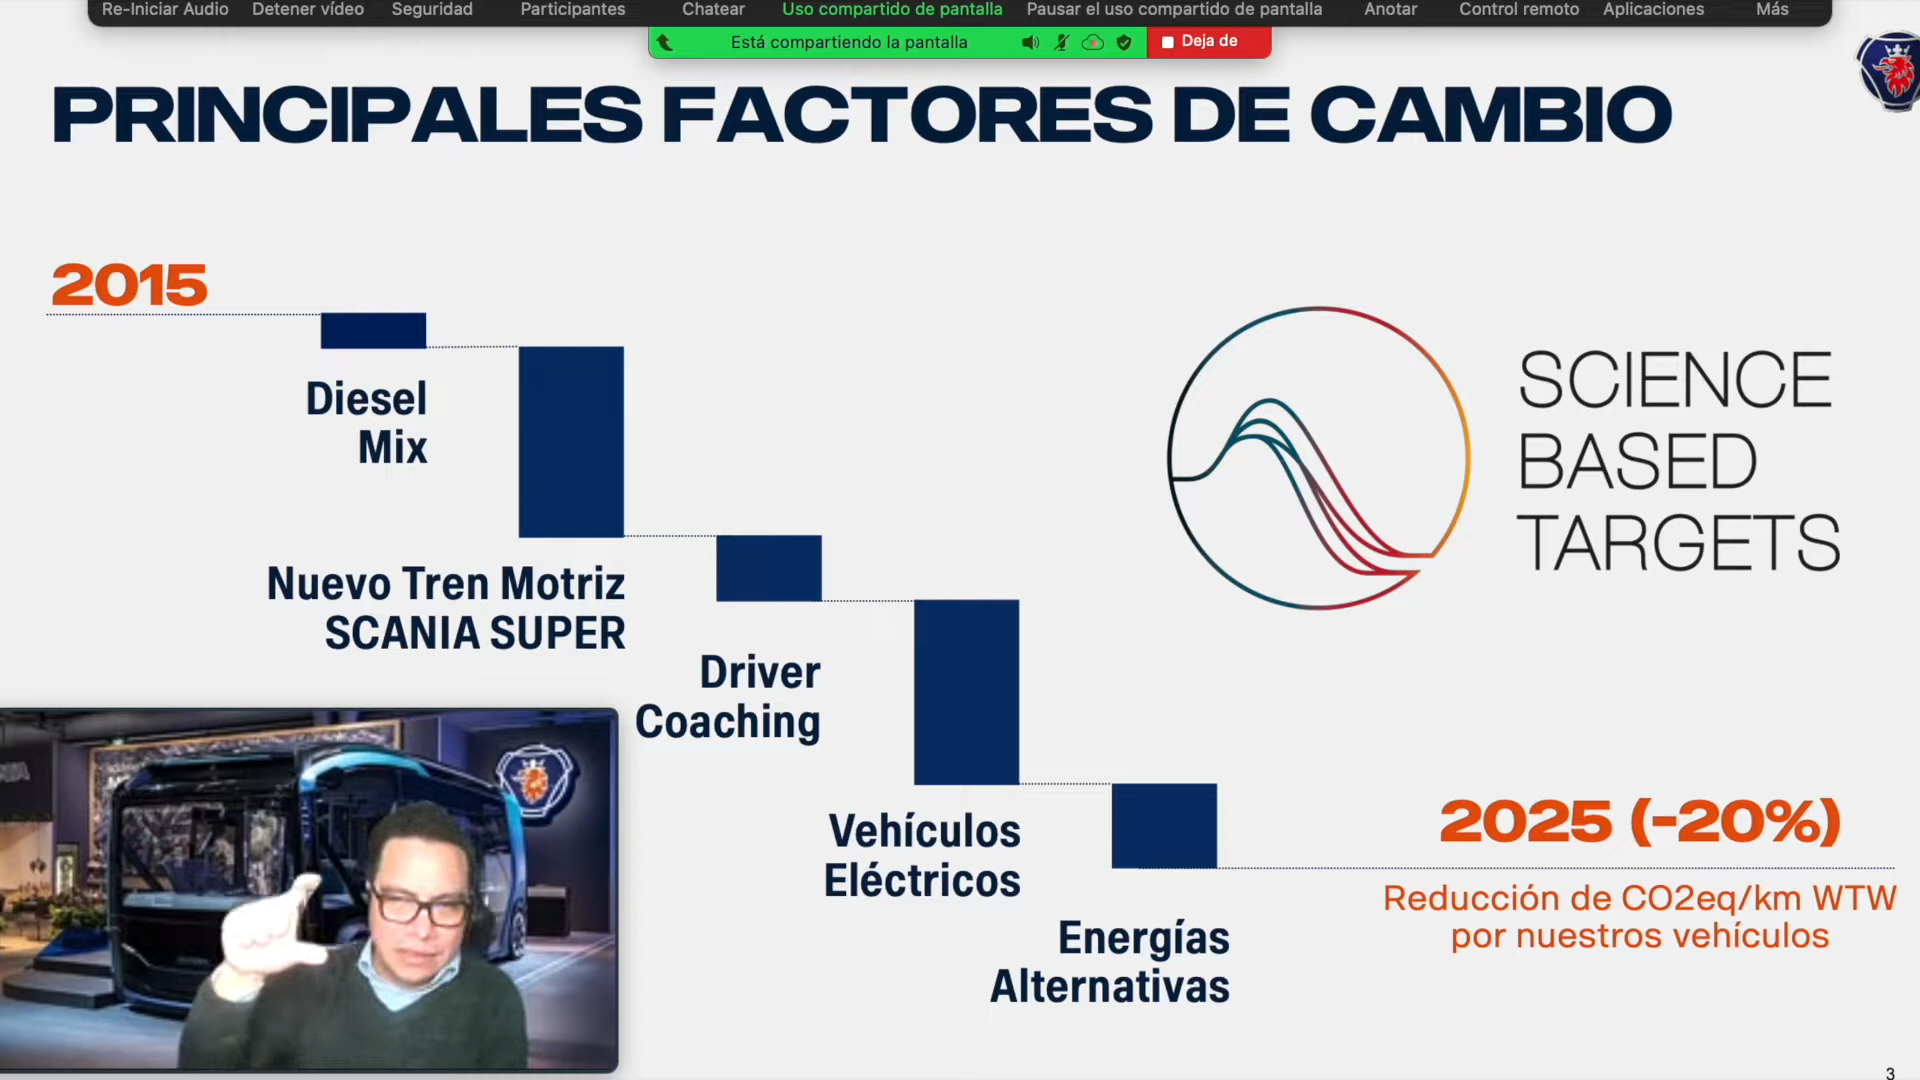 Re-Iniciar Audio Detener vídeo Seguridad Participantes Chatear Uso compartido de pantalla Pausar el uso compartido de pantalla Anotar Control remoto Aplicaciones Más
Está compartiendo la pantalla Deja de
PRINCIPALES FACTORES DE CAMBIO
2015
Diesel
Mix
Nuevo Tren Motriz
SCANIA SUPER
Driver
Coaching
Vehículos
Eléctricos
Energías
Alternativas
SCIENCE
BASED
TARGETS
2025 (-20%)
Reducción de CO2eq/km WTW
por nuestros vehículos
3